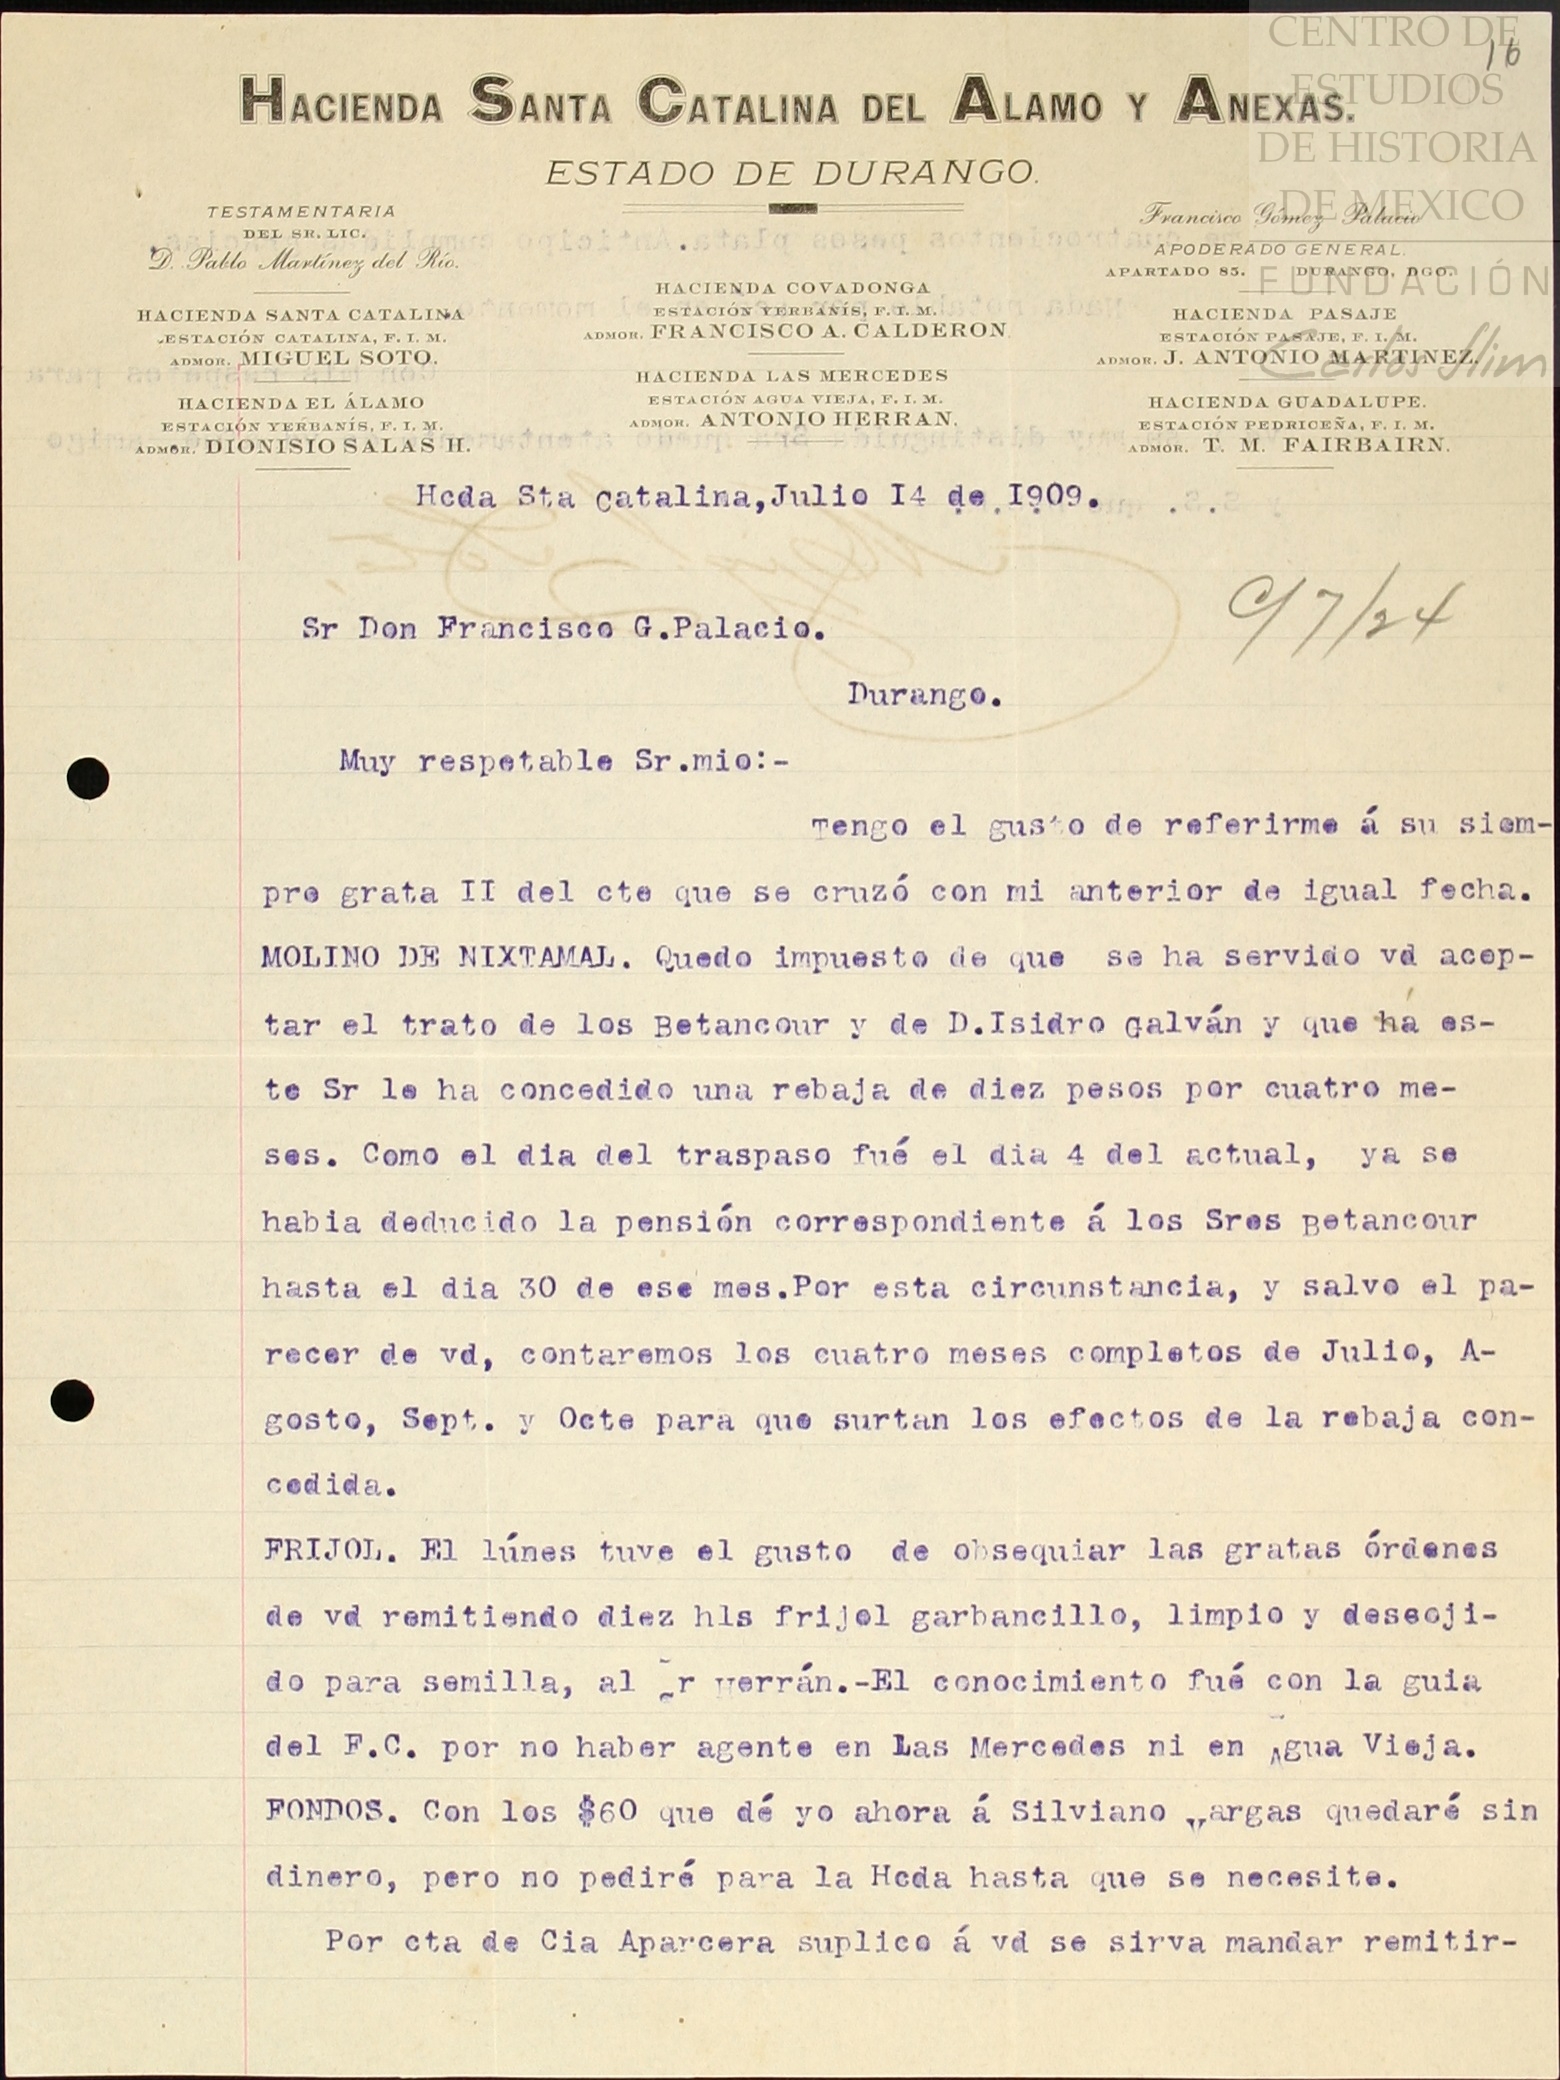 16
CENTRO DE
ESTUDIOS
DE HISTORIA
DE MEXICO
FUNDACIÓN
Carlos Slim
HACIENDA SANTA CATALINA DEL ALAMO Y ANEXAS.
ESTADO DE DURANGO.
TESTAMENTARIA
DEL SR. LIC.
D. Pablo Martínez del Río.
HACIENDA SANTA CATALINA
ESTACIÓN CATALINA, F. I. M.
ADMOR. MIGUEL SOTO.
HACIENDA EL ÁLAMO
ESTACIÓN YERBANÍS, F. I. M.
ADMOR. DIONISIO SALAS H.
HACIENDA COVADONGA
ESTACIÓN YERBANÍS, F. I. M.
ADMOR. FRANCISCO A. CALDERON.
HACIENDA LAS MERCEDES
ESTACIÓN AGUA VIEJA, F. I. M.
ADMOR. ANTONIO HERRAN.
Francisco Gómez Palacio
APODERADO GENERAL.
APARTADO 85. DURANGO, DGO.
HACIENDA PASAJE
ESTACIÓN PASAJE, F. I. M.
ADMOR. J. ANTONIO MARTINEZ.
HACIENDA GUADALUPE.
ESTACIÓN PEDRICEÑA, F. I. M.
ADMOR. T. M. FAIRBAIRN.
Hcda Sta Catalina,Julio I4 de I909.
C/7/24
Sr Don Francisco G.Palacio.
Durango.
Muy respetable Sr.mio:-
Tengo el gusto de referirme á su siem-
pre grata II del cte que se cruzó con mi anterior de igual fecha.
MOLINO DE NIXTAMAL. Quedo impuesto de que se ha servido vd acep-
tar el trato de los Betancour y de D.Isidro Galván y que há es-
te Sr le ha concedido una rebaja de diez pesos por cuatro me-
ses. Como el dia del traspaso fué el dia 4 del actual, ya se
habia deducido la pensión correspondiente á los Sres Betancour
hasta el dia 30 de ese mes.Por esta circunstancia, y salvo el pa-
recer de vd, contaremos los cuatro meses completos de Julio, A-
gosto, Sept. y Octe para que surtan los efectos de la rebaja con-
cedida.
FRIJOL. El lúnes tuve el gusto de obsequiar las gratas órdenes
de vd remitiendo diez hls frijol garbancillo, limpio y descoji-
do para semilla, al Sr Herrán.-El conocimiento fué con la guia
del F.C. por no haber agente en Las Mercedes ni en Agua Vieja.
FONDOS. Con los $60 que dé yo ahora á Silviano Vargas quedaré sin
dinero, pero no pediré para la Hcda hasta que se necesite.
Por cta de Cia Aparcera suplico á vd se sirva mandar remitir-